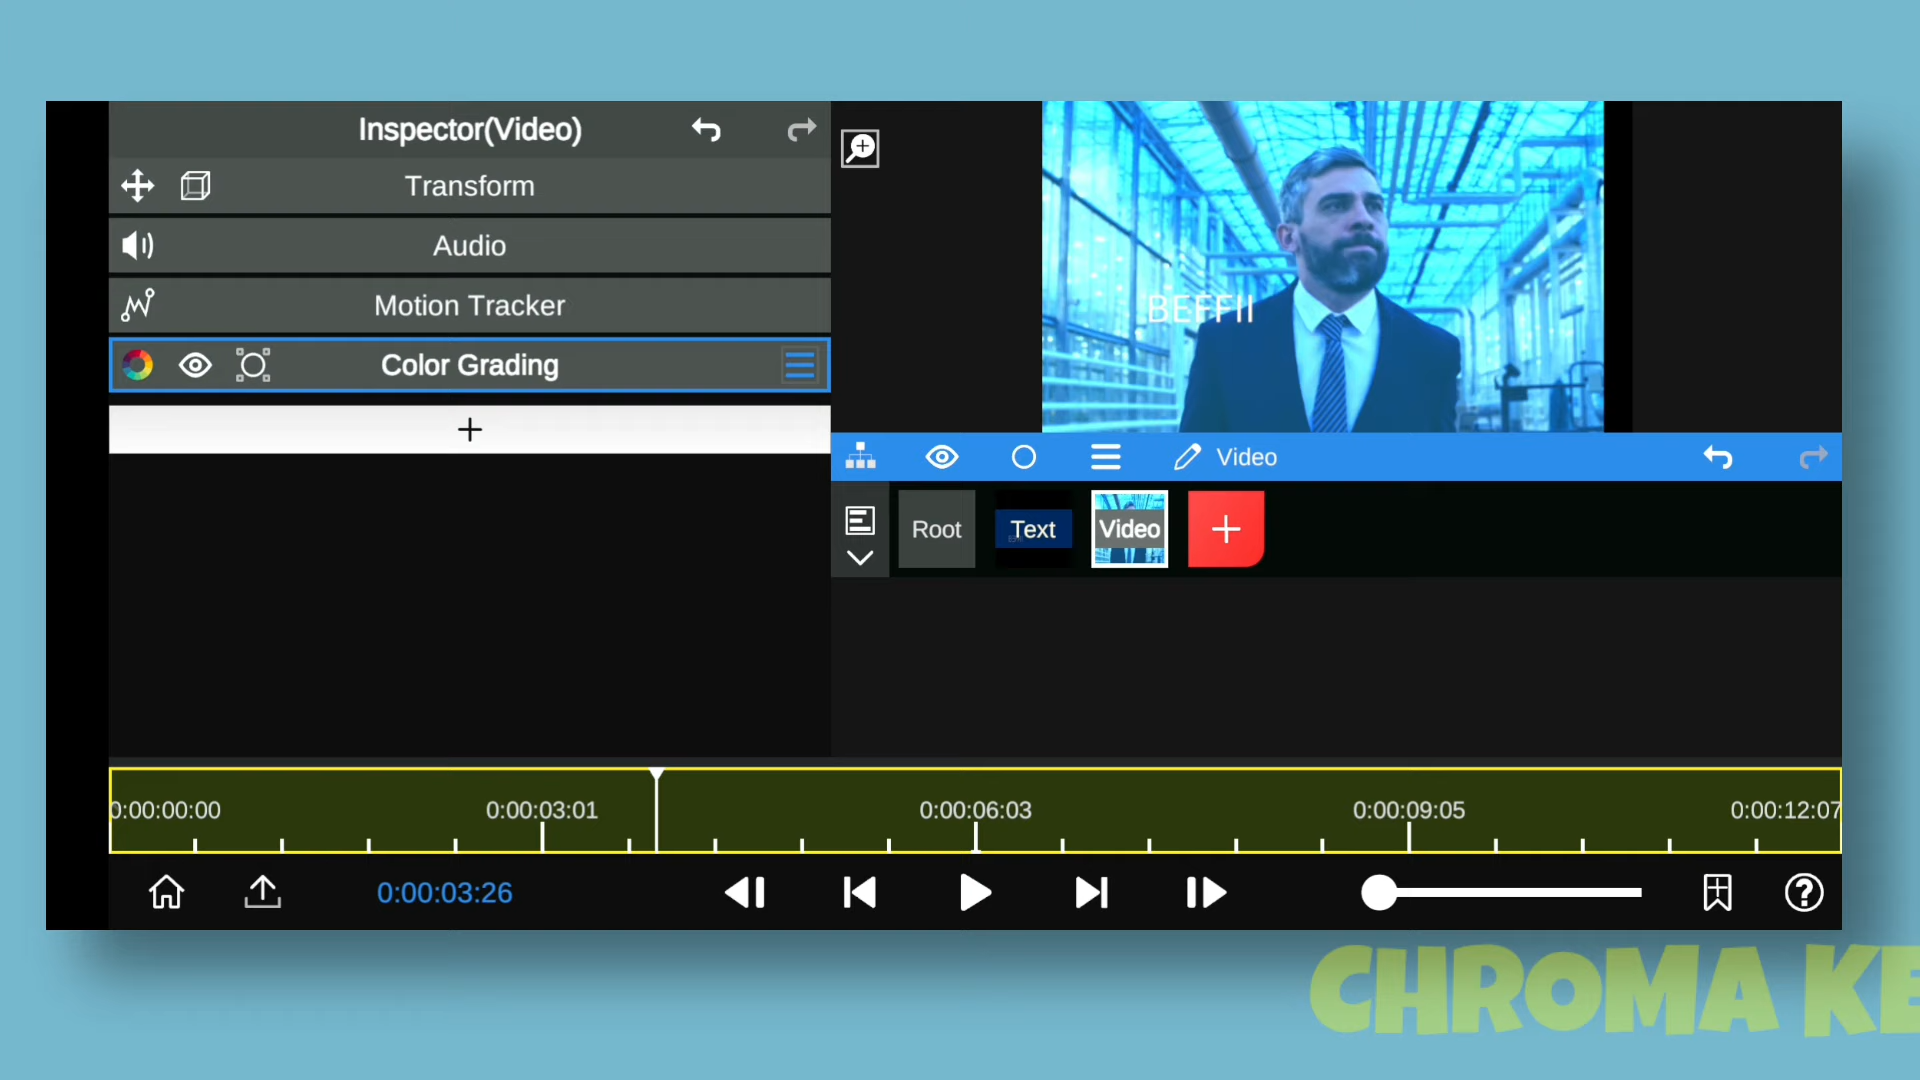 Inspector(Video)
Transform
Audio
Motion Tracker
Color Grading
BEFFII
Video
Root
Text
Video
0:00:00:00
0:00:03:01
0:00:06:03
0:00:09:05
0:00:12:07
0:00:03:26
CHROMA KE